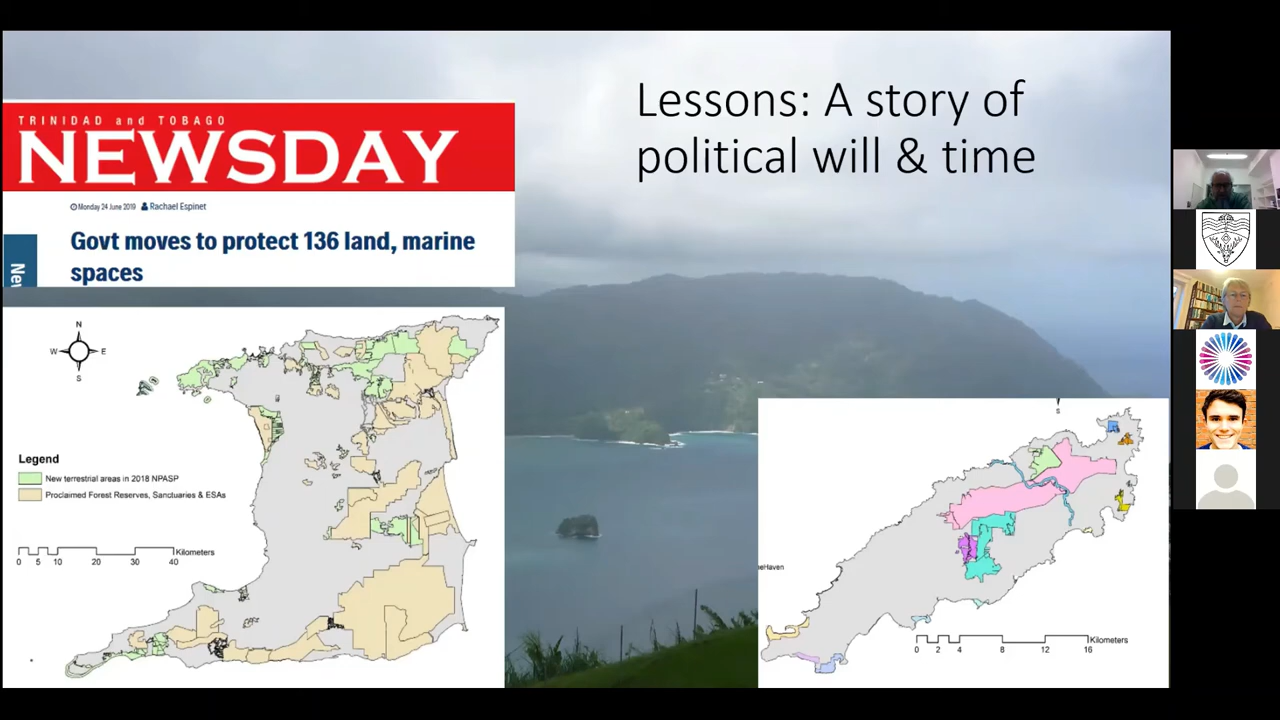 Lessons: A story of
political will & time
TRINIDAD and TOBAGO
NEWSDAY
Monday 24 June 2019 Rachael Espinet
Govt moves to protect 136 land, marine
spaces
Nev
N
W E
S
Legend
New terrestrial areas in 2018 NPASP
Proclaimed Forest Reserves, Sanctuaries & ESAs
Kilometers
0 5 10 20 30 40
S
neHaven
Kilometers
0 2 4 8 12 16